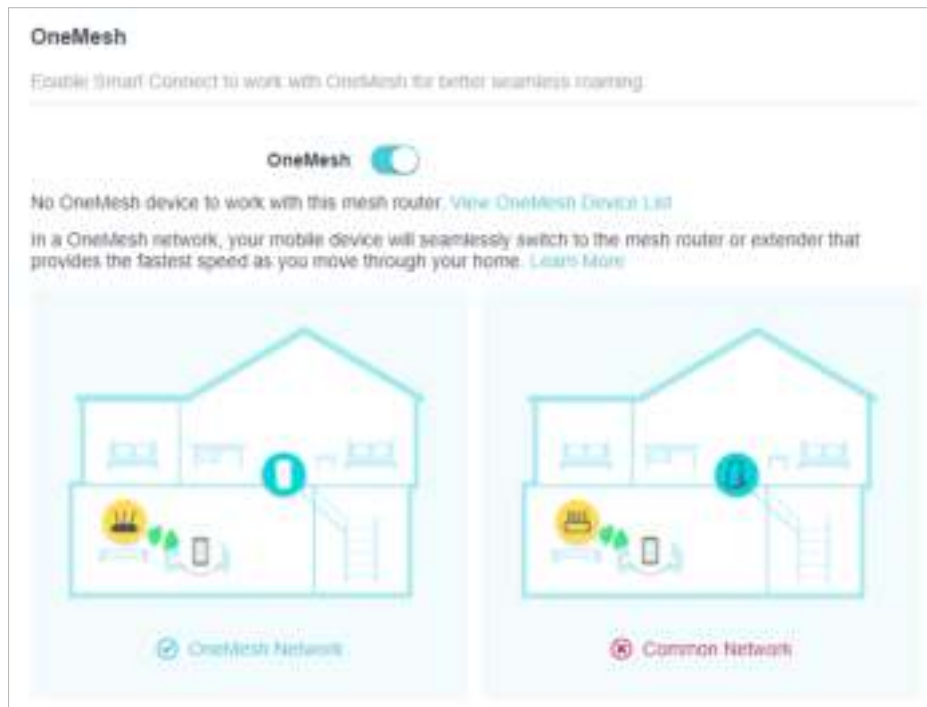 OneMesh
Enable Smart Connect to work with OneMesh for better seamless roaming.
OneMesh
No OneMesh device to work with this mesh router. View OneMesh Device List
In a OneMesh network, your mobile device will seamlessly switch to the mesh router or extender that
provides the fastest speed as you move through your home. Learn More
OneMesh Network
Common Network